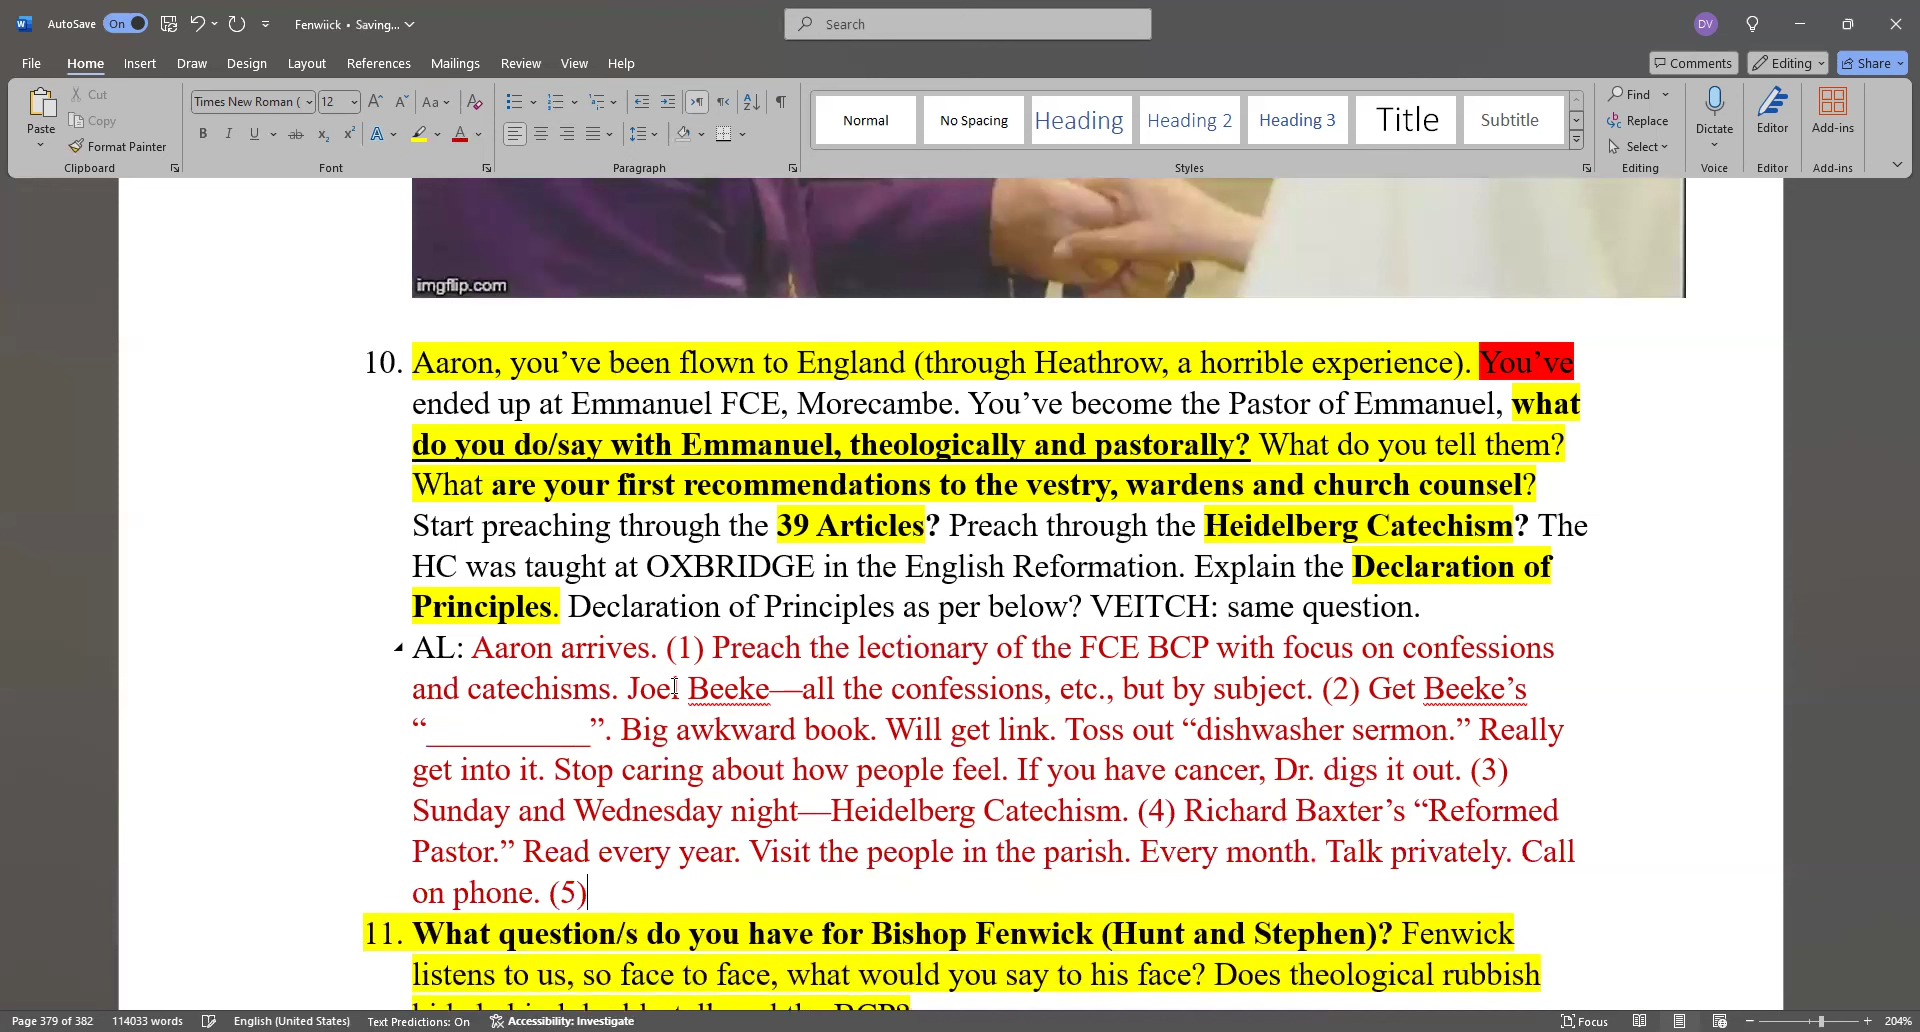 AutoSave On Fenwiick • Saving... Search DV
File Home Insert Draw Design Layout References Mailings Review View Help Comments Editing Share
Paste Cut Copy Format Painter Clipboard
Times New Roman ( 12 Font
Paragraph
Normal No Spacing Heading Heading 2 Heading 3 Title Subtitle Styles
Find Replace Select Editing
Dictate Voice
Editor Editor
Add-ins Add-ins
imgflip.com
10. Aaron, you’ve been flown to England (through Heathrow, a horrible experience). You’ve
ended up at Emmanuel FCE, Morecambe. You’ve become the Pastor of Emmanuel, what
do you do/say with Emmanuel, theologically and pastorally? What do you tell them?
What are your first recommendations to the vestry, wardens and church counsel?
Start preaching through the 39 Articles? Preach through the Heidelberg Catechism? The
HC was taught at OXBRIDGE in the English Reformation. Explain the Declaration of
Principles. Declaration of Principles as per below? VEITCH: same question.
AL: Aaron arrives. (1) Preach the lectionary of the FCE BCP with focus on confessions
and catechisms. Joel Beeke—all the confessions, etc., but by subject. (2) Get Beeke’s
“__________”. Big awkward book. Will get link. Toss out “dishwasher sermon.” Really
get into it. Stop caring about how people feel. If you have cancer, Dr. digs it out. (3)
Sunday and Wednesday night—Heidelberg Catechism. (4) Richard Baxter’s “Reformed
Pastor.” Read every year. Visit the people in the parish. Every month. Talk privately. Call
on phone. (5)
11. What question/s do you have for Bishop Fenwick (Hunt and Stephen)? Fenwick
listens to us, so face to face, what would you say to his face? Does theological rubbish
Page 379 of 382 114033 words English (United States) Text Predictions: On Accessibility: Investigate Focus 204%